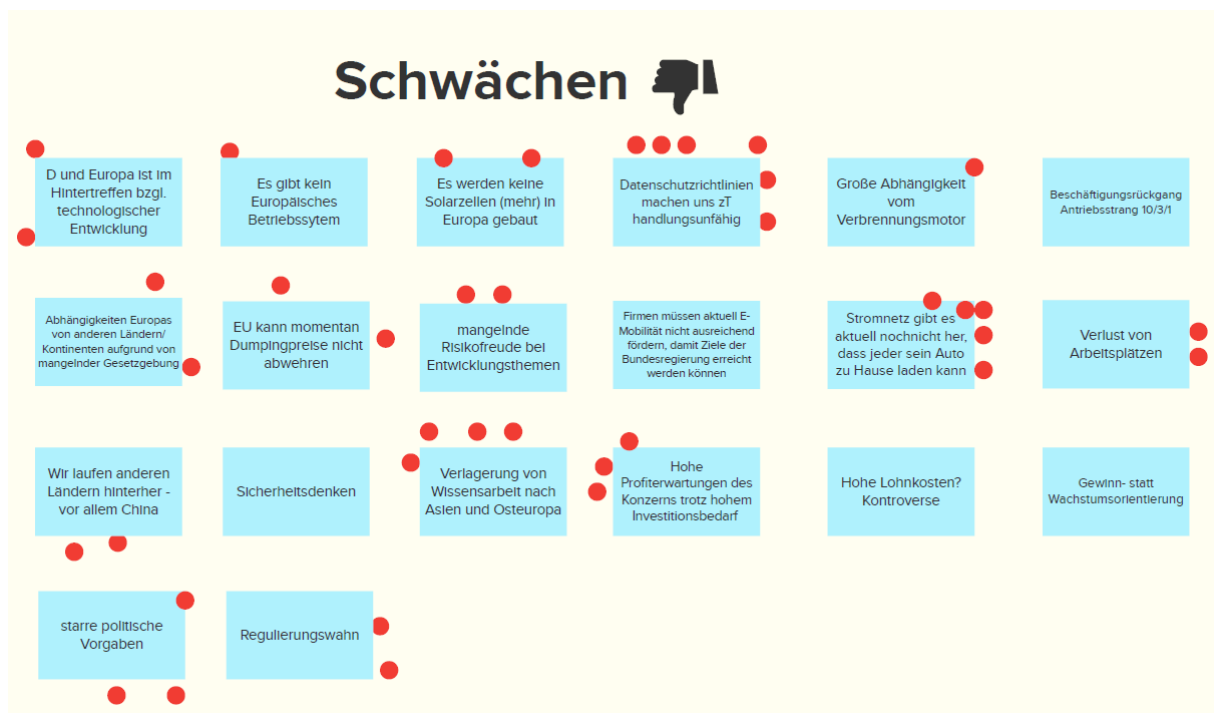 Schwächen
D und Europa ist im
Hintertreffen bzgl.
technologischer
Entwicklung
Es gibt kein
Europäisches
Betriebssytem
Es werden keine
Solarzellen (mehr) in
Europa gebaut
Datenschutzrichtlinien
machen uns zT
handlungsunfähig
Große Abhängigkeit
vom
Verbrennungsmotor
Beschäftigungsrückgang
Antriebsstrang 10/3/1
Abhängigkeiten Europas
von anderen Ländern/
Kontinenten aufgrund von
mangelnder Gesetzgebung
EU kann momentan
Dumpingpreise nicht
abwehren
mangelnde
Risikofreude bei
Entwicklungsthemen
Firmen müssen aktuell E-
Mobilität nicht ausreichend
fördern, damit Ziele der
Bundesregierung erreicht
werden können
Stromnetz gibt es
aktuell nochnicht her,
dass jeder sein Auto
zu Hause laden kann
Verlust von
Arbeitsplätzen
Wir laufen anderen
Ländern hinterher -
vor allem China
Sicherheitsdenken
Verlagerung von
Wissensarbeit nach
Asien und Osteuropa
Hohe
Profiterwartungen des
Konzerns trotz hohem
Investitionsbedarf
Hohe Lohnkosten?
Kontroverse
Gewinn- statt
Wachstumsorientierung
starre politische
Vorgaben
Regulierungswahn